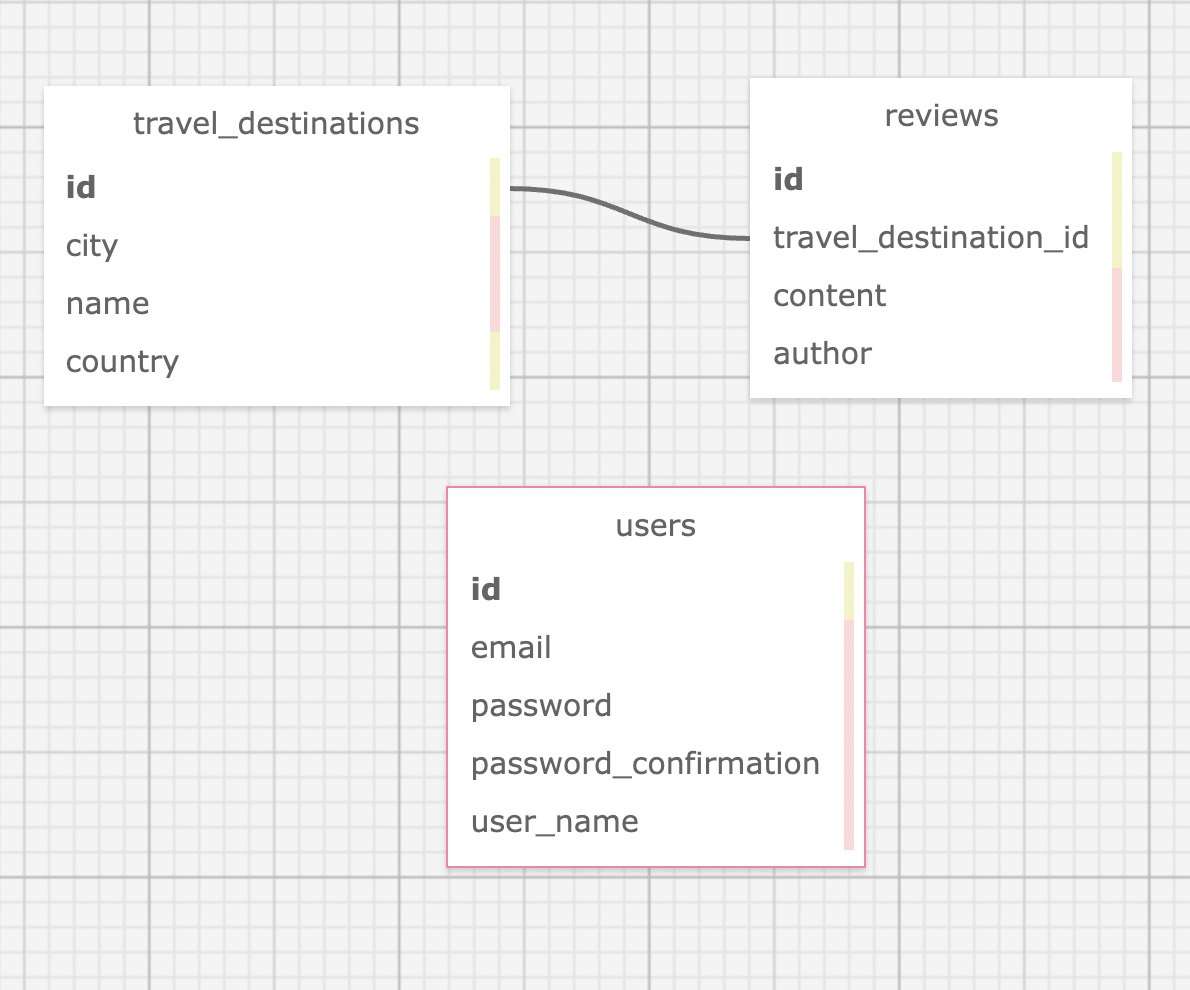 travel_destinations
id
city
name
country
reviews
id
travel_destination_id
content
author
users
id
email
password
password_confirmation
user_name